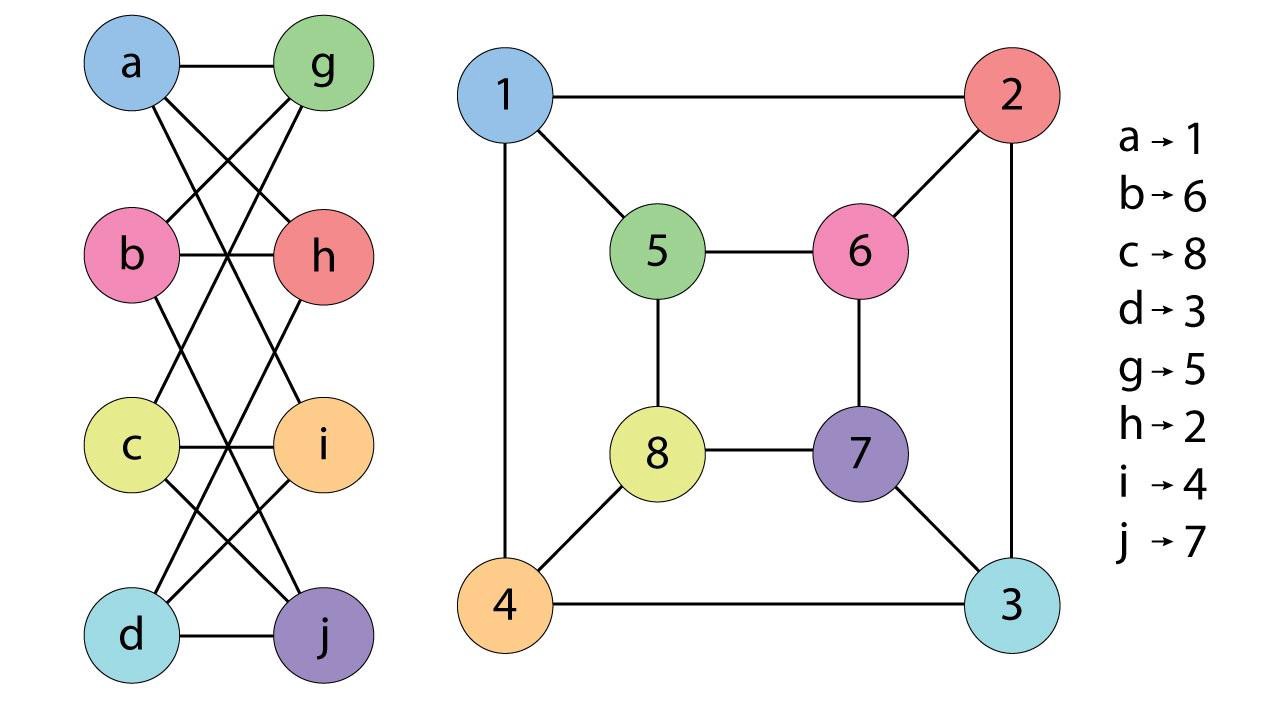 a g
b h
c i
d j
1 2
5 6
8 7
4 3
a → 1
b → 6
c → 8
d → 3
g → 5
h → 2
i → 4
j → 7